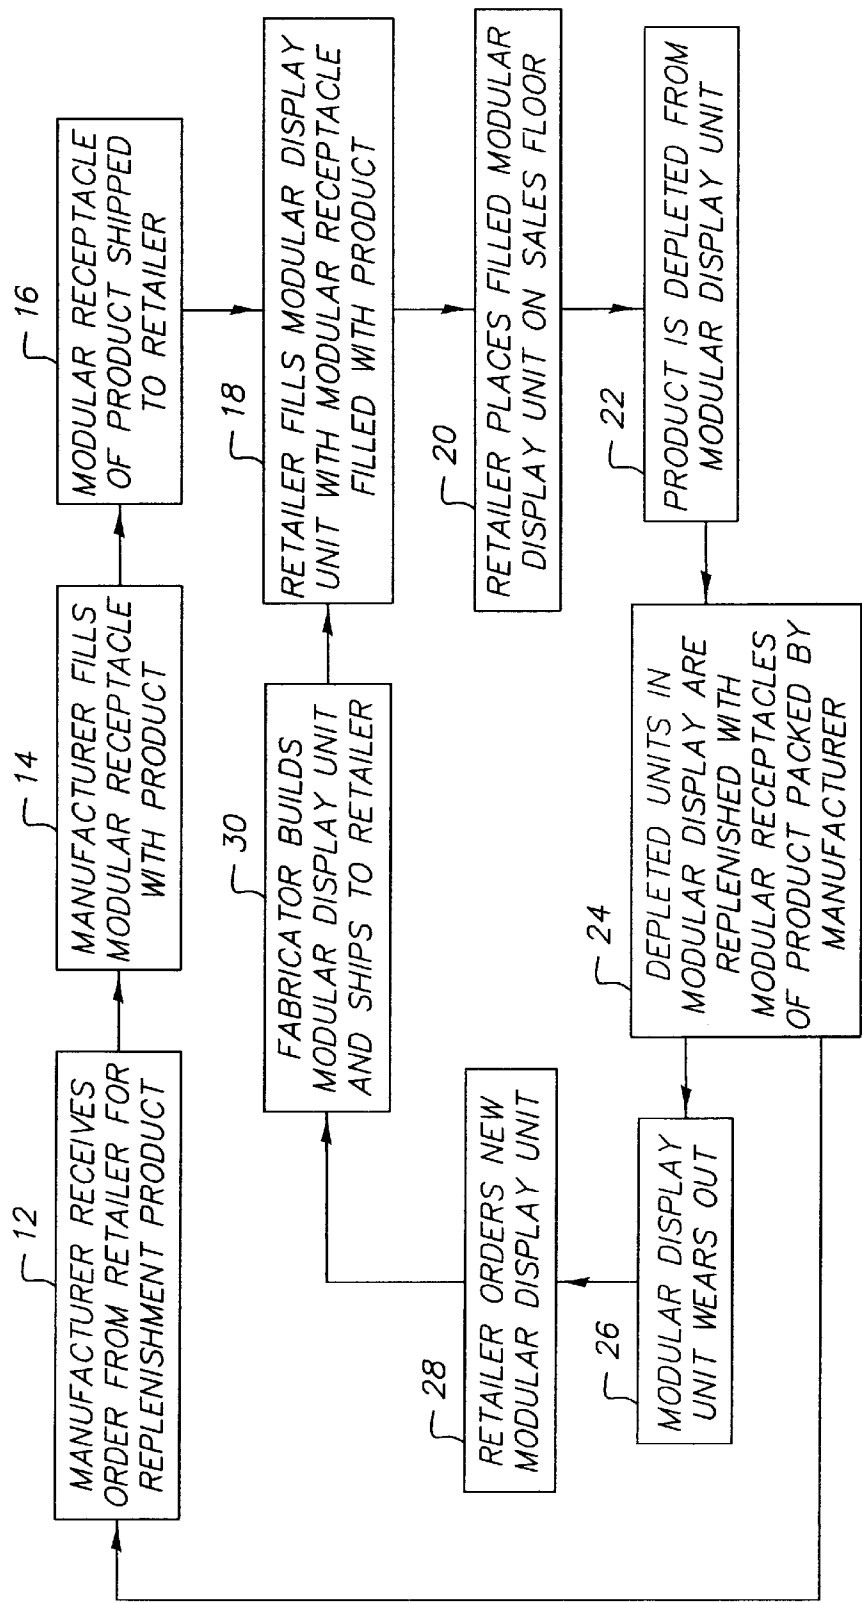 12
MANUFACTURER RECEIVES
ORDER FROM RETAILER FOR
REPLENISHMENT PRODUCT
14
MANUFACTURER FILLS
MODULAR RECEPTACLE
WITH PRODUCT
16
MODULAR RECEPTACLE
OF PRODUCT SHIPPED
TO RETAILER
30
FABRICATOR BUILDS
MODULAR DISPLAY UNIT
AND SHIPS TO RETAILER
18
RETAILER FILLS MODULAR DISPLAY
UNIT WITH MODULAR RECEPTACLE
FILLED WITH PRODUCT
28
RETAILER ORDERS NEW
MODULAR DISPLAY UNIT
20
RETAILER PLACES FILLED MODULAR
DISPLAY UNIT ON SALES FLOOR
26
MODULAR DISPLAY
UNIT WEARS OUT
24
DEPLETED UNITS IN
MODULAR DISPLAY ARE
REPLENISHED WITH
MODULAR RECEPTACLES
OF PRODUCT PACKED BY
MANUFACTURER
22
PRODUCT IS DEPLETED FROM
MODULAR DISPLAY UNIT